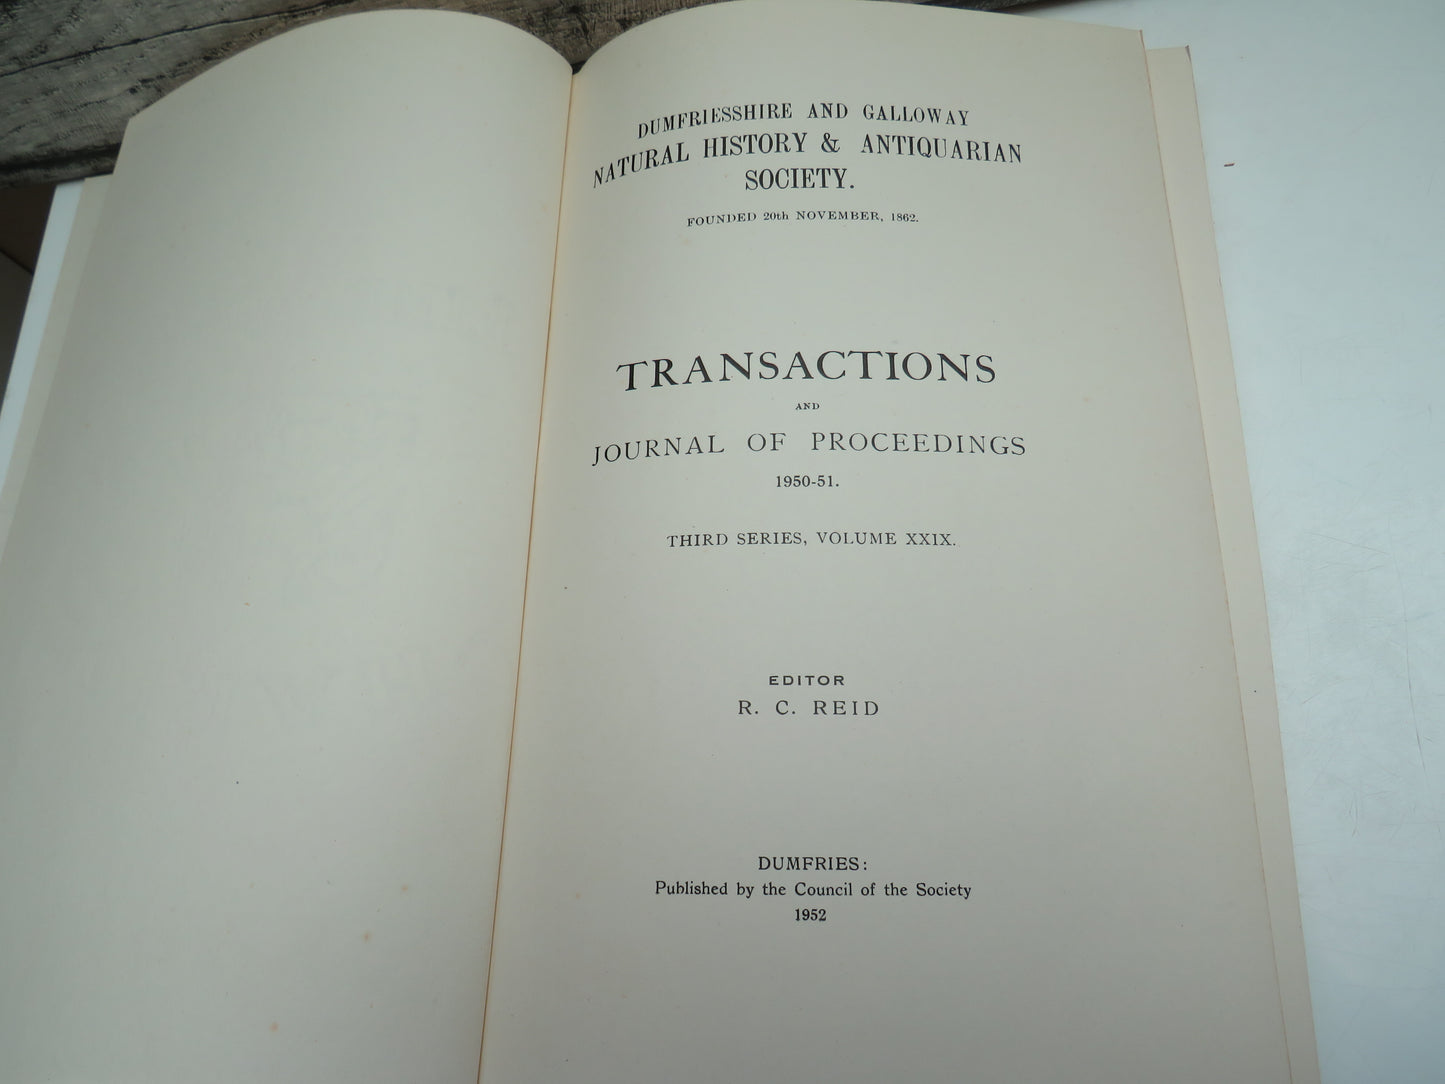 DUMFRIESSHIRE AND GALLOWAY
NATURAL HISTORY & ANTIQUARIAN
SOCIETY.
FOUNDED 20th NOVEMBER, 1862.
TRANSACTIONS
AND
JOURNAL OF PROCEEDINGS
1950-51.
THIRD SERIES, VOLUME XXIX.
EDITOR
R. C. REID
DUMFRIES:
Published by the Council of the Society
1952